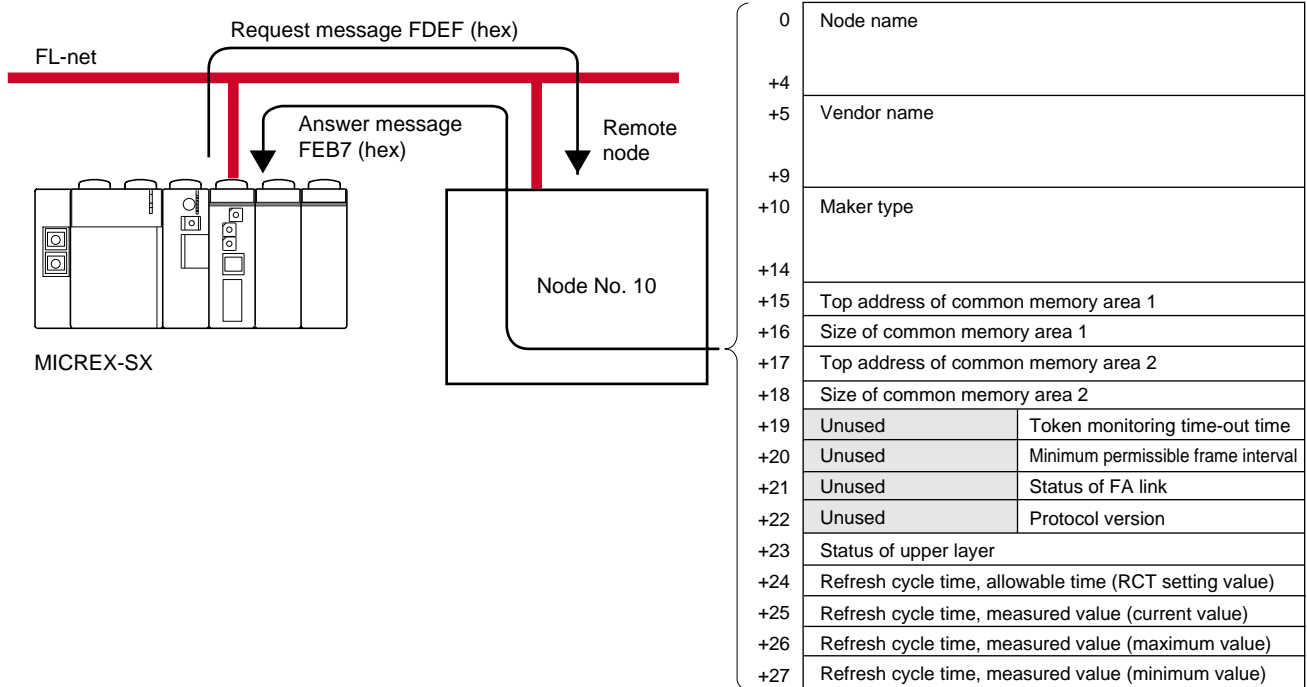 Request message FDEF (hex)
FL-net
Answer message
FEB7 (hex)
Remote
node
Node No. 10
MICREX-SX
0 Node name
+4
+5 Vendor name
+9
+10 Maker type
+14
+15 Top address of common memory area 1
+16 Size of common memory area 1
+17 Top address of common memory area 2
+18 Size of common memory area 2
+19 Unused Token monitoring time-out time
+20 Unused Minimum permissible frame interval
+21 Unused Status of FA link
+22 Unused Protocol version
+23 Status of upper layer
+24 Refresh cycle time, allowable time (RCT setting value)
+25 Refresh cycle time, measured value (current value)
+26 Refresh cycle time, measured value (maximum value)
+27 Refresh cycle time, measured value (minimum value)